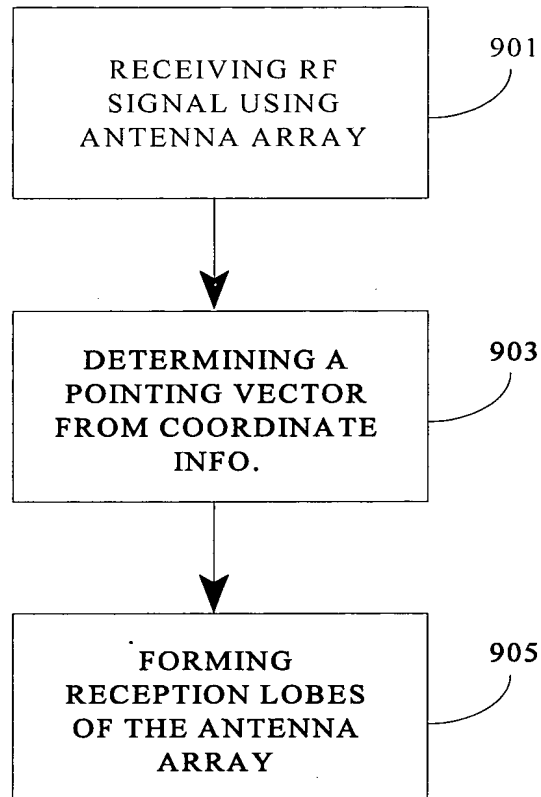 RECEIVING RF
SIGNAL USING
ANTENNA ARRAY
901
DETERMINING A
POINTING VECTOR
FROM COORDINATE
INFO.
903
FORMING
RECEPTION LOBES
OF THE ANTENNA
ARRAY
905